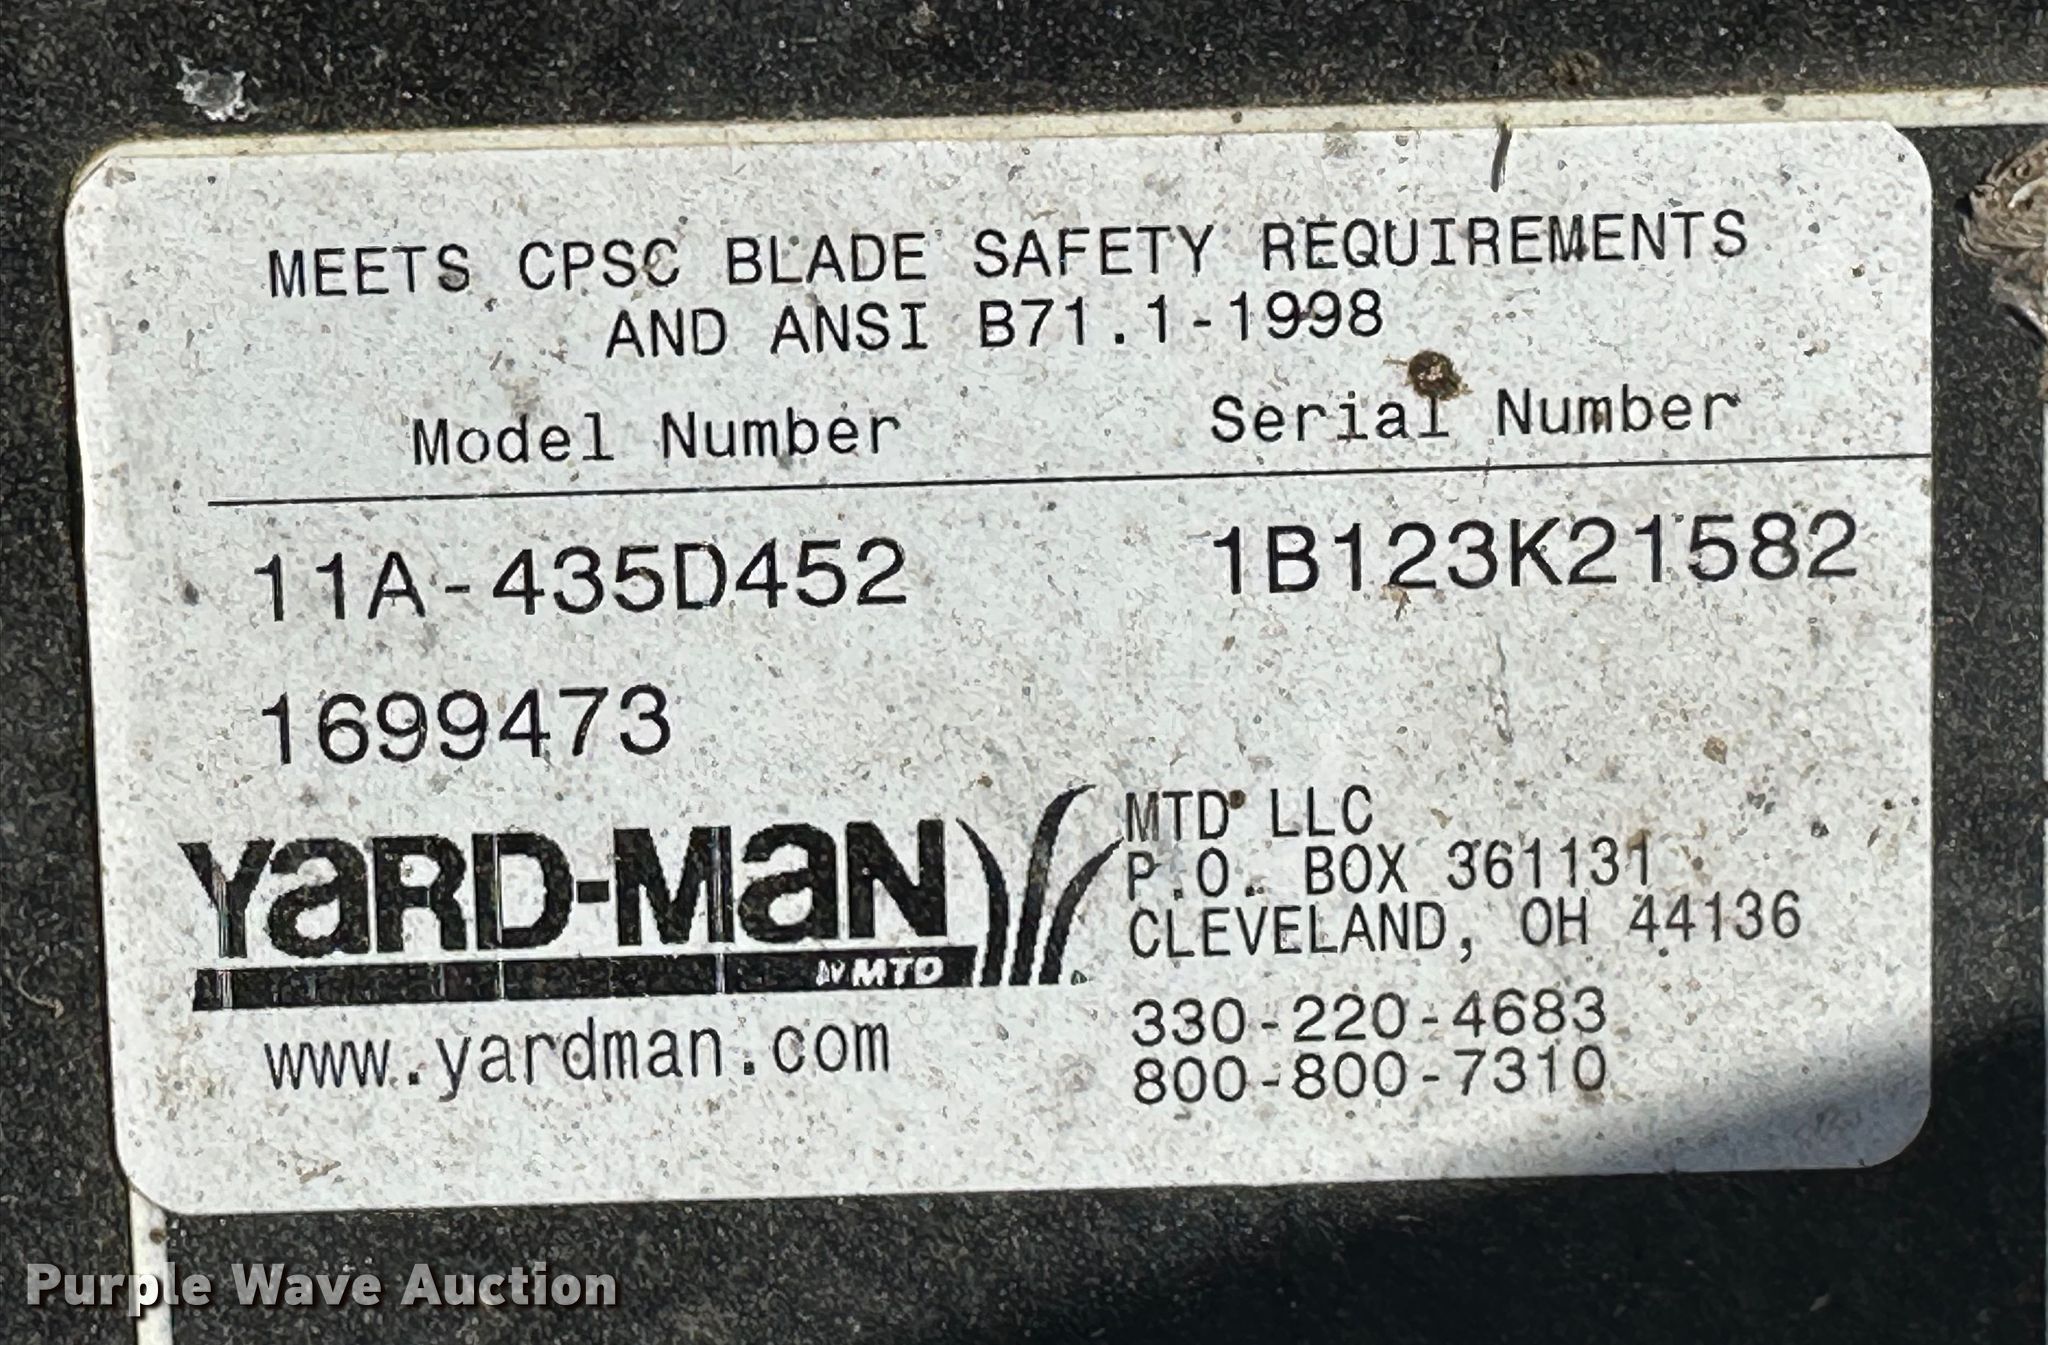 MEETS CPSC BLADE SAFETY REQUIREMENTS
AND ANSI B71.1-1998
Model Number Serial Number
11A-435D452 1B123K21582
1699473
YARD-MAN
by MTD
www.yardman.com
MTD LLC
P.O. BOX 361131
CLEVELAND, OH 44136
330-220-4683
800-800-7310
Purple Wave Auction